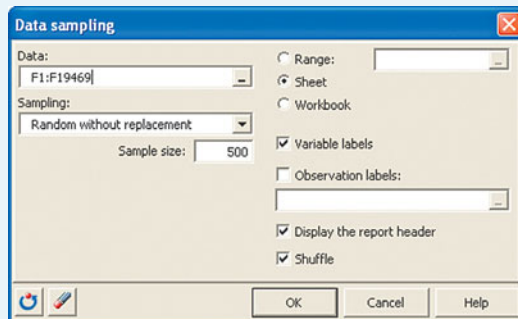 Data sampling
Data:
F1:F19469
...
Sampling:
Random without replacement
Sample size: 500
Range:
...
Sheet
Workbook
Variable labels
Observation labels:
...
Display the report header
Shuffle
OK
Cancel
Help